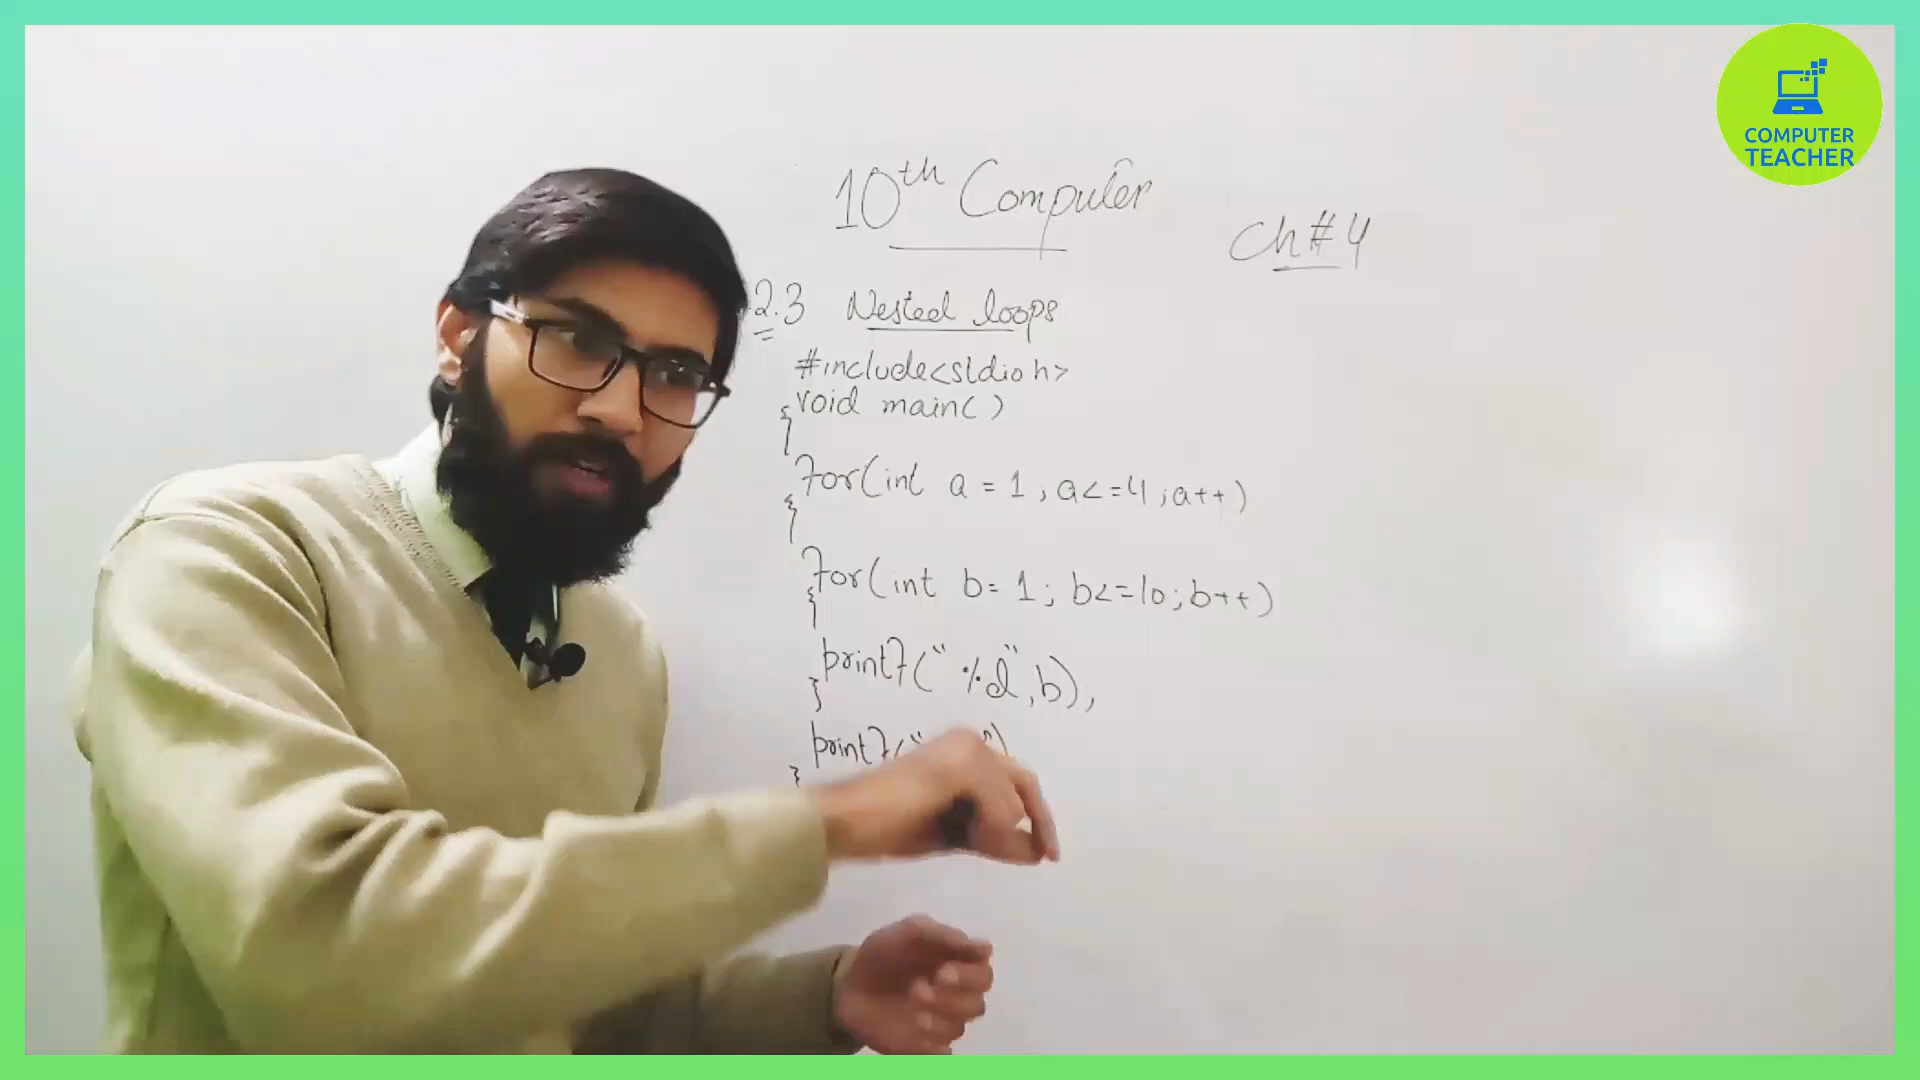 COMPUTER
TEACHER
10th Computer
Ch#4
2.3 Nested loops
#include<stdio h>
void main()
{
for(int a = 1 ; a<=4 ; a++)
{
for(int b= 1 ; b<=10 ; b++)
{
printf(" %d" ,b),
}
printf("
}